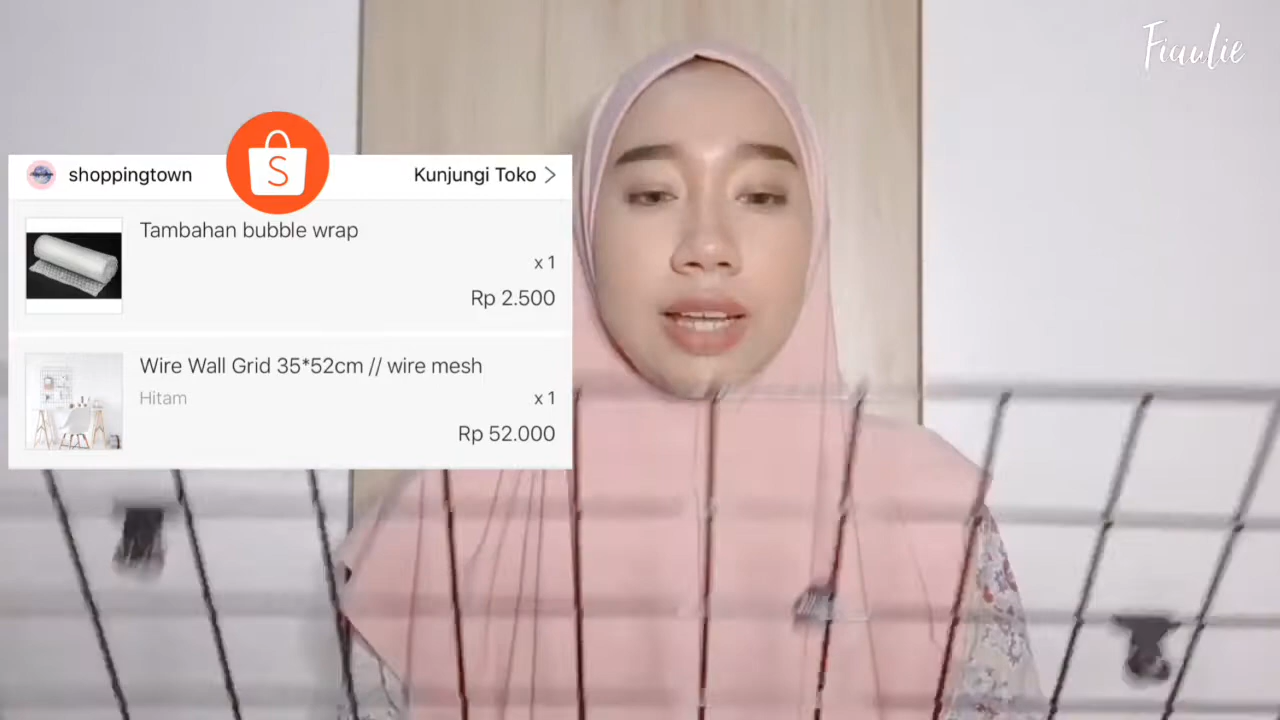 Fiaulie
shoppingtown
Kunjungi Toko
Tambahan bubble wrap
x 1
Rp 2.500
Wire Wall Grid 35*52cm // wire mesh
Hitam
x 1
Rp 52.000